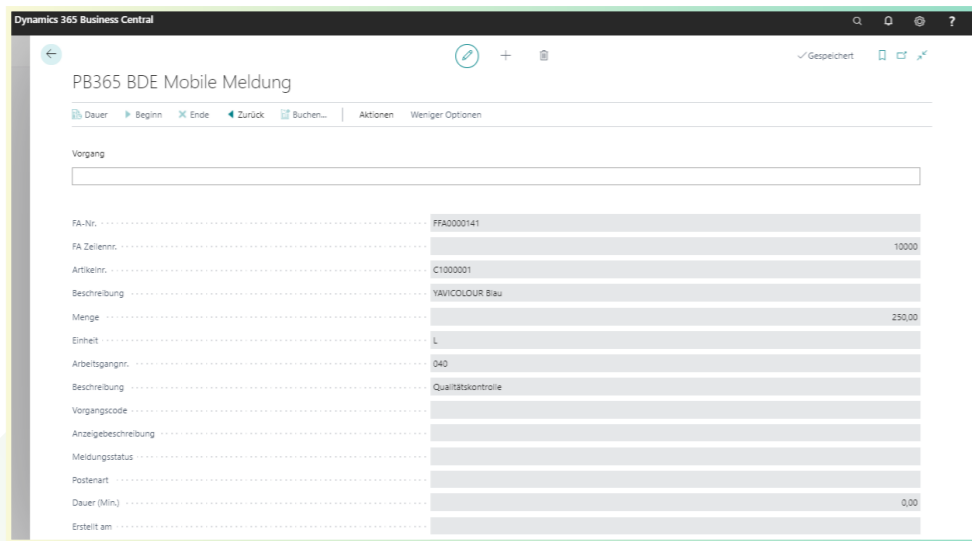 Dynamics 365 Business Central
?
Gespeichert
PB365 BDE Mobile Meldung
Dauer Beginn Ende Zurück Buchen... Aktionen Weniger Optionen
Vorgang
FA-Nr. FFA0000141
FA Zeilennr. 10000
Artikelnr. C1000001
Beschreibung YAVICOLOUR Blau
Menge 250,00
Einheit L
Arbeitsgangnr. 040
Beschreibung Qualitätskontrolle
Vorgangscode
Anzeigebeschreibung
Meldungsstatus
Postenart
Dauer (Min.) 0,00
Erstellt am